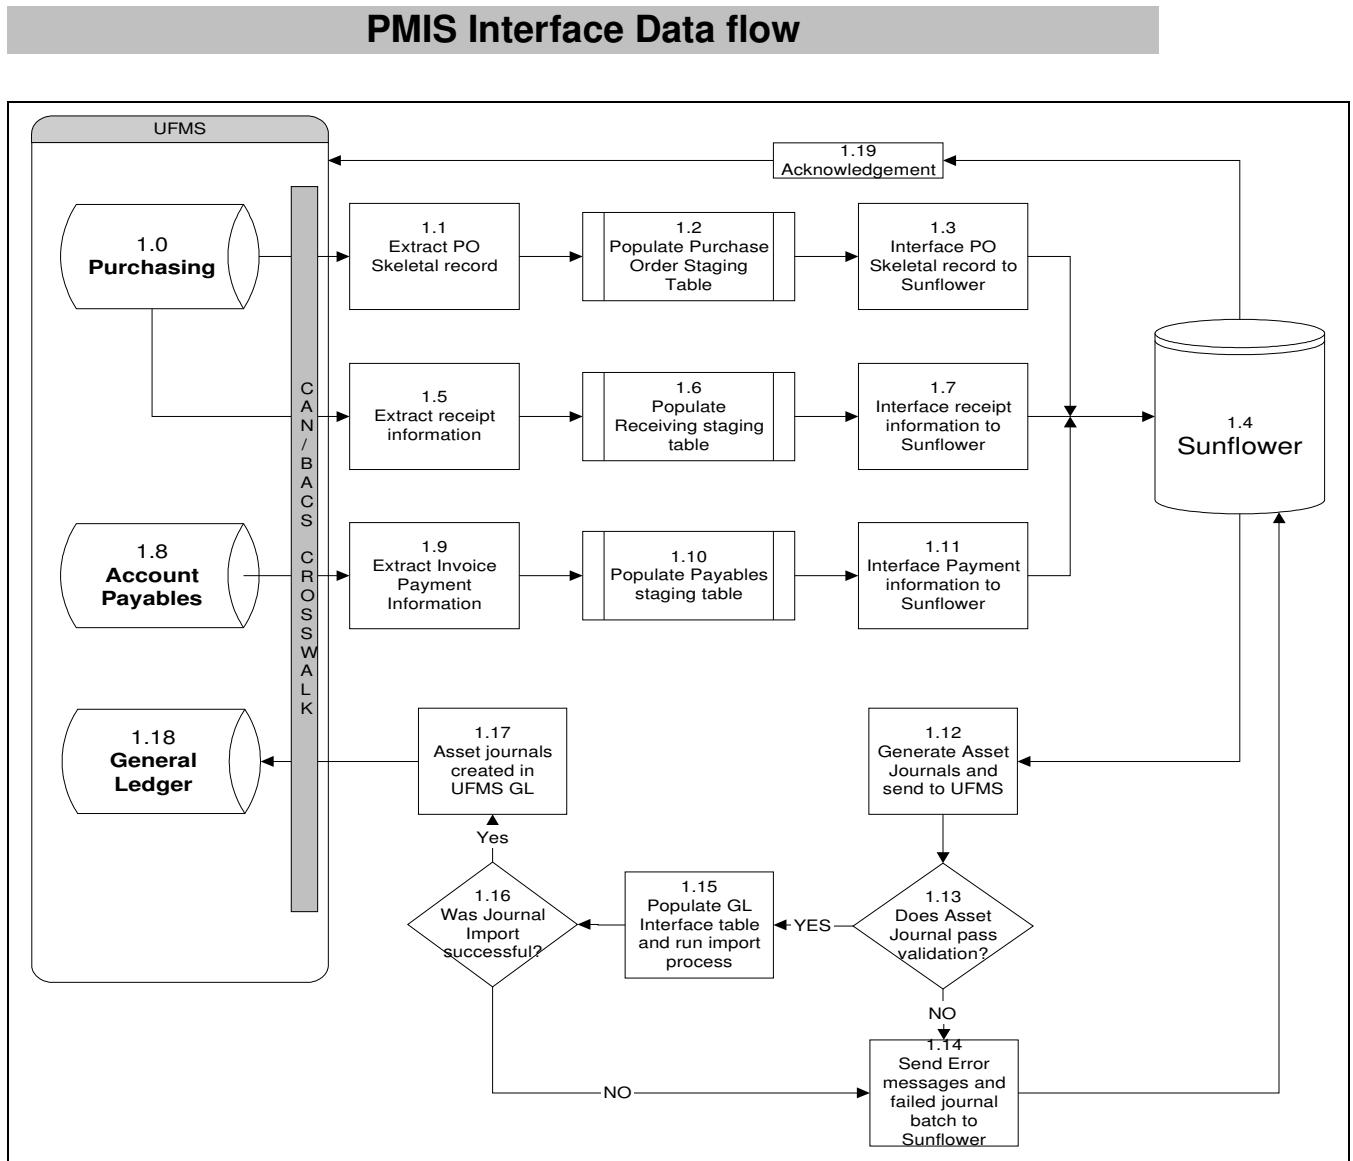 PMIS Interface Data flow
UFMS
1.19
Acknowledgement
1.0
Purchasing
1.1
Extract PO
Skeletal record
1.2
Populate Purchase
Order Staging
Table
1.3
Interface PO
Skeletal record to
Sunflower
CAN/BACS CROSSWALK
1.5
Extract receipt
information
1.6
Populate
Receiving staging
table
1.7
Interface receipt
information to
Sunflower
1.4
Sunflower
1.8
Account
Payables
1.9
Extract Invoice
Payment
Information
1.10
Populate Payables
staging table
1.11
Interface Payment
information to
Sunflower
1.18
General
Ledger
1.17
Asset journals
created in
UFMS GL
1.12
Generate Asset
Journals and
send to UFMS
Yes
1.16
Was Journal
Import
successful?
1.15
Populate GL
Interface table
and run import
process
YES
1.13
Does Asset
Journal pass
validation?
NO
NO
1.14
Send Error
messages and
failed journal
batch to
Sunflower